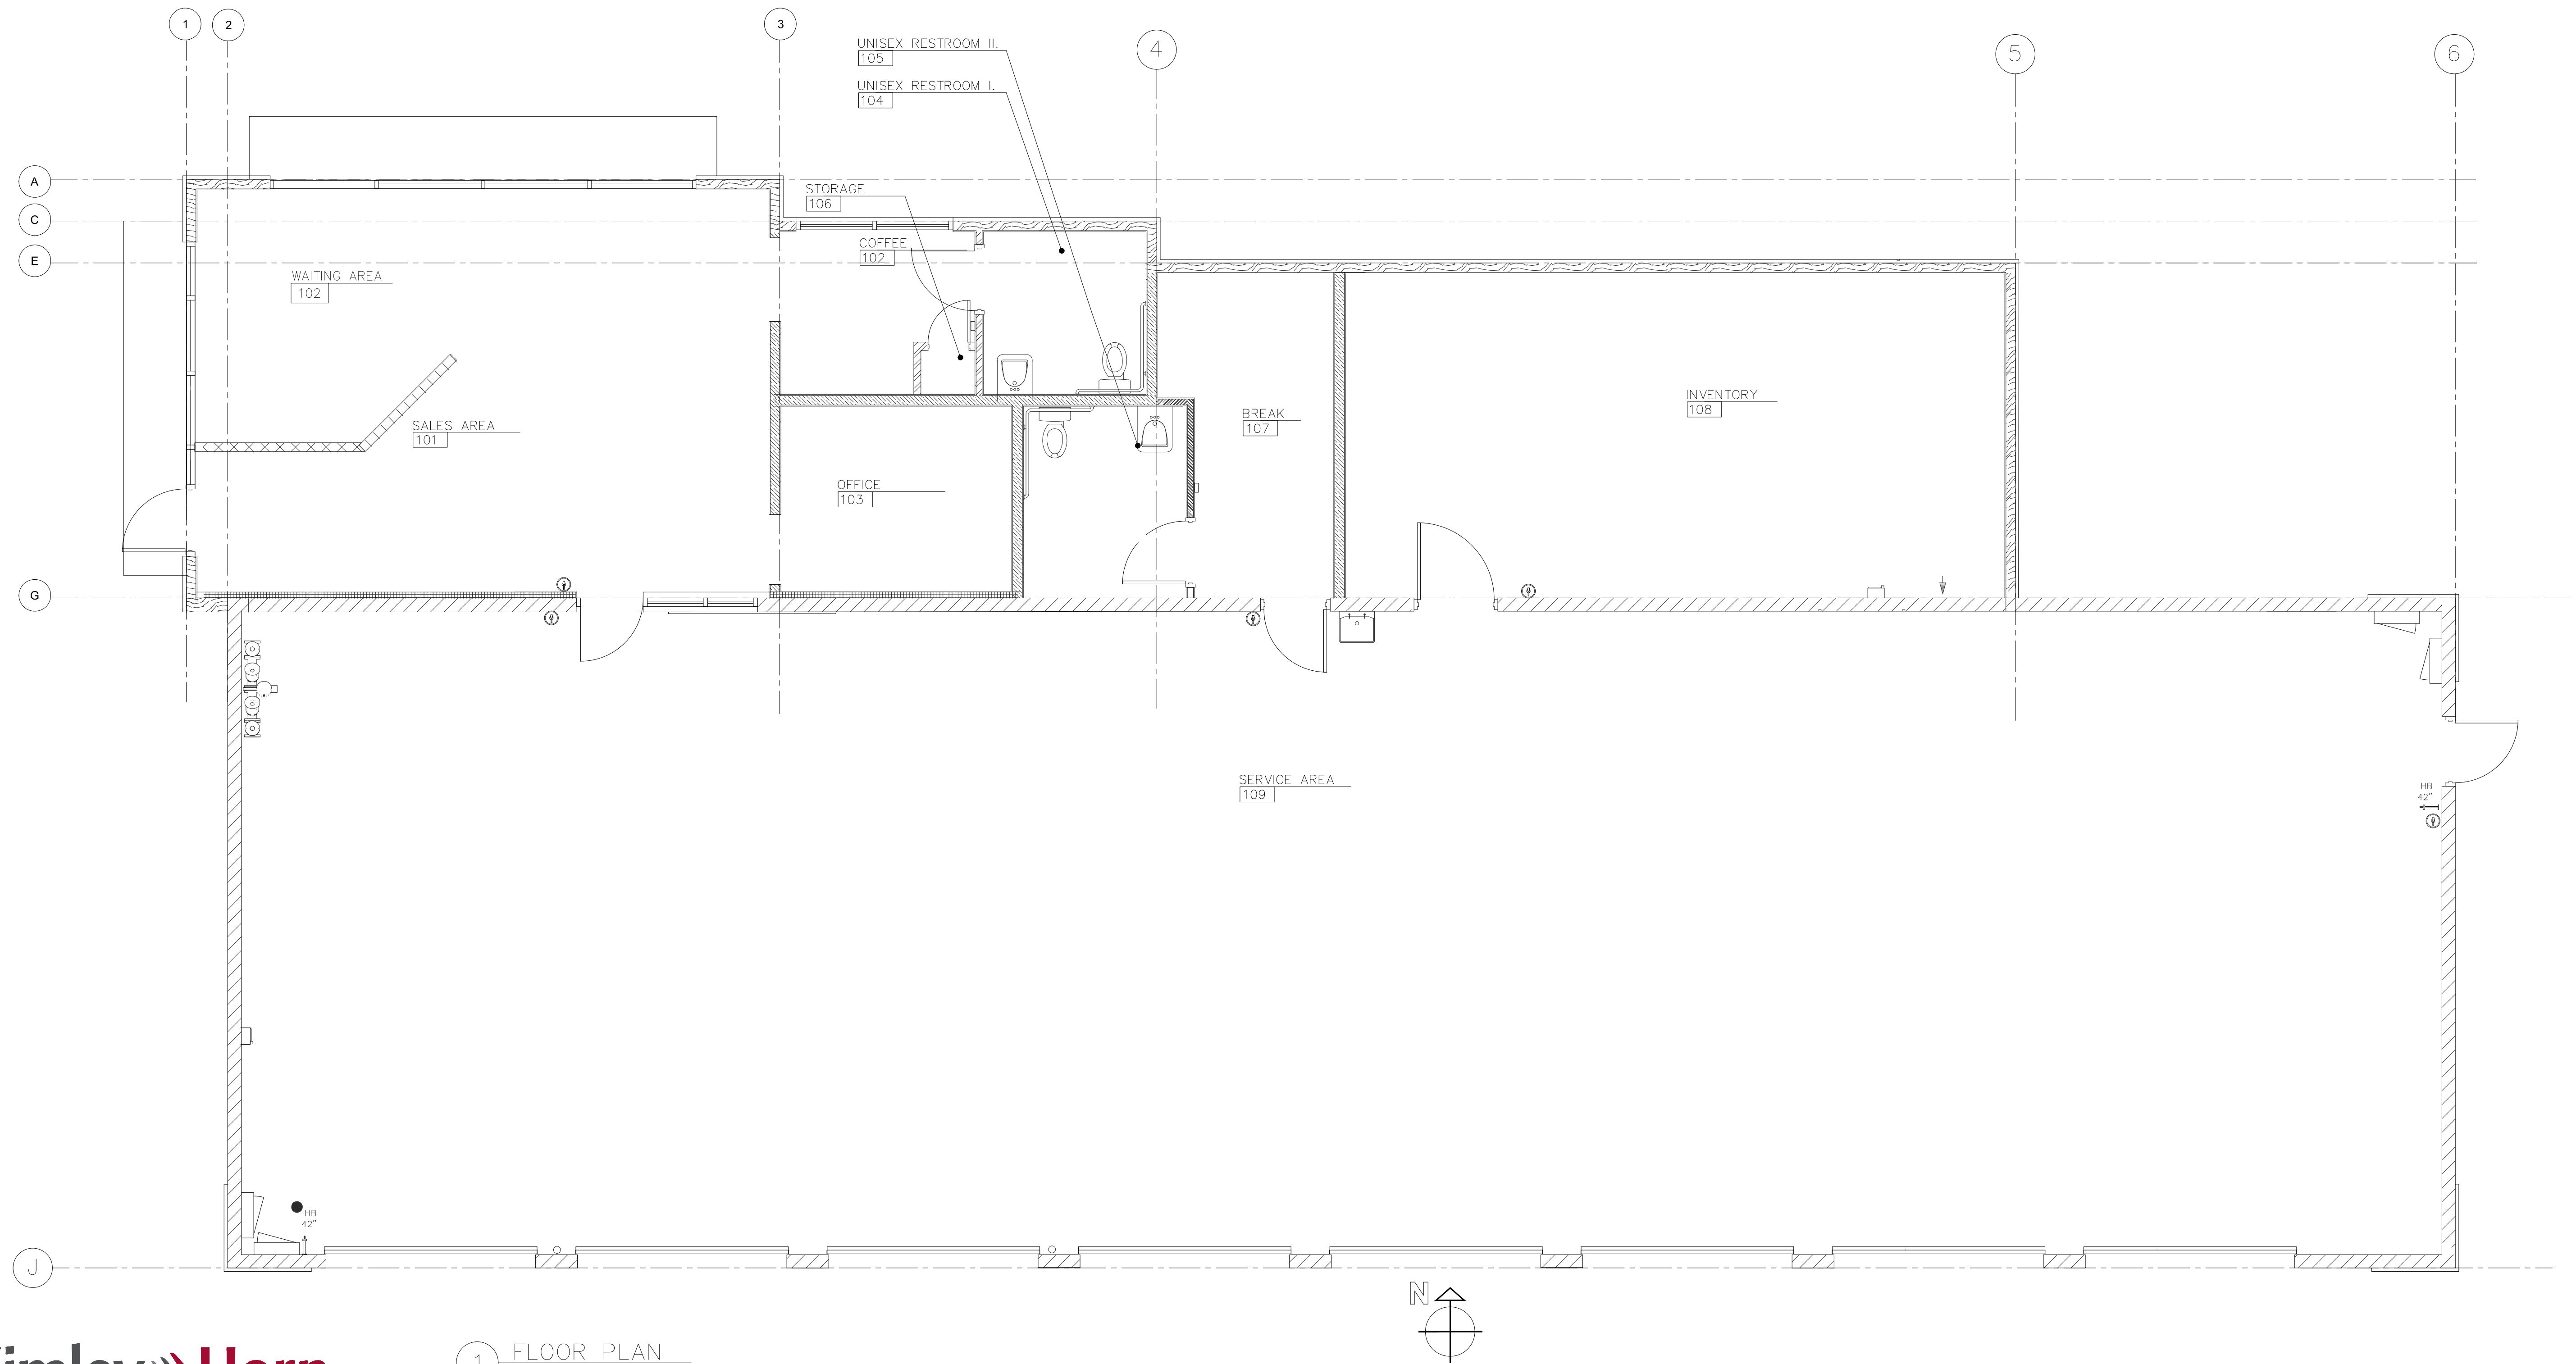 1
2
3
4
5
6
UNISEX RESTROOM II.
105
UNISEX RESTROOM I.
104
A
C
E
G
J
STORAGE
106
COFFEE
102
WAITING AREA
102
SALES AREA
101
OFFICE
103
BREAK
107
INVENTORY
108
SERVICE AREA
109
HB
42"
HB
42"
N
1
FLOOR PLAN